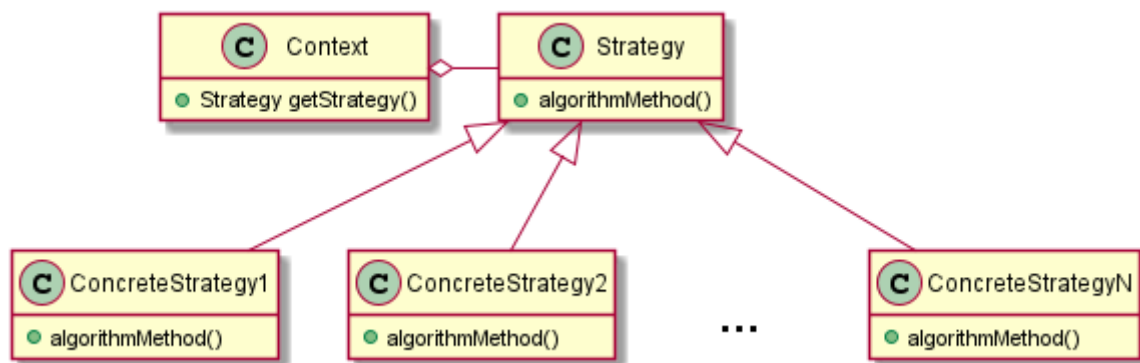 C Context
Strategy getStrategy()
C Strategy
algorithmMethod()
C ConcreteStrategy1
algorithmMethod()
C ConcreteStrategy2
algorithmMethod()
...
C ConcreteStrategyN
algorithmMethod()